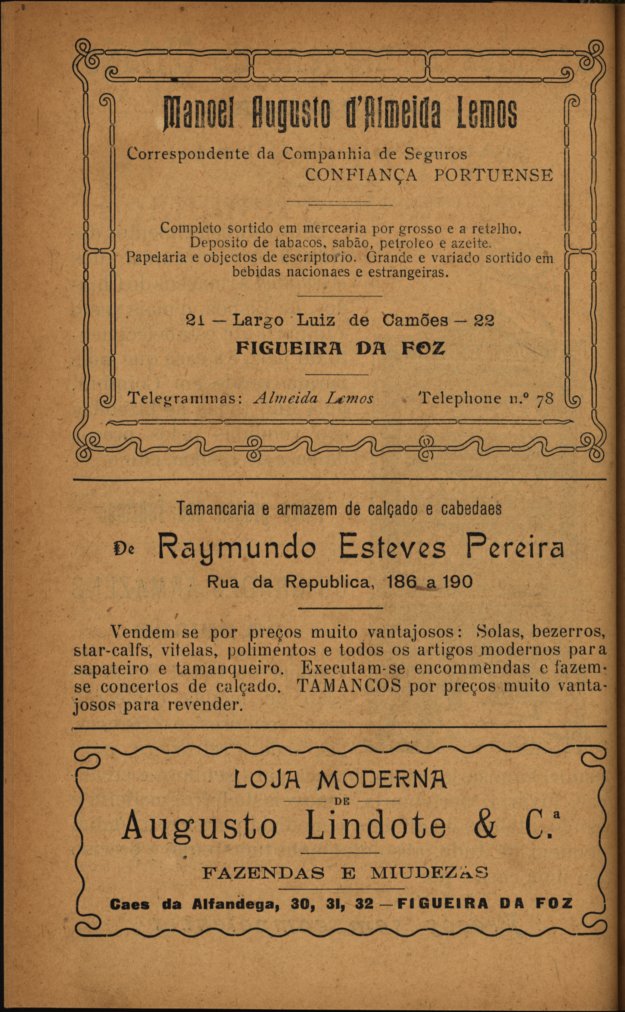 Manoel Augusto d'Almeida Lemos
Correspondente da Companhia de Seguros
CONFIANÇA PORTUENSE
Completo sortido em mercearia por grosso e a retalho.
Deposito de tabacos, sabão, petroleo e azeite.
Papelaria e objectos de escriptorio. Grande e variado sortido em
bebidas nacionaes e estrangeiras.
21 — Largo Luiz de Camões — 22
FIGUEIRA DA FOZ
Telegrammas: Almeida Lemos Telephone n.º 78
Tamancaria e armazem de calçado e cabedaes
De Raymundo Esteves Pereira
Rua da Republica, 186 a 190
Vendem se por preços muito vantajosos: Solas, bezerros,
star-calfs, vitelas, polimentos e todos os artigos modernos para
sapateiro e tamanqueiro. Executam-se encommendas e fazem-
se concertos de calçado. TAMANCOS por preços muito vanta-
josos para revender.
LOJA MODERNA
DE
Augusto Lindote & C.ª
FAZENDAS E MIUDEZAS
Caes da Alfandega, 30, 31, 32 — FIGUEIRA DA FOZ